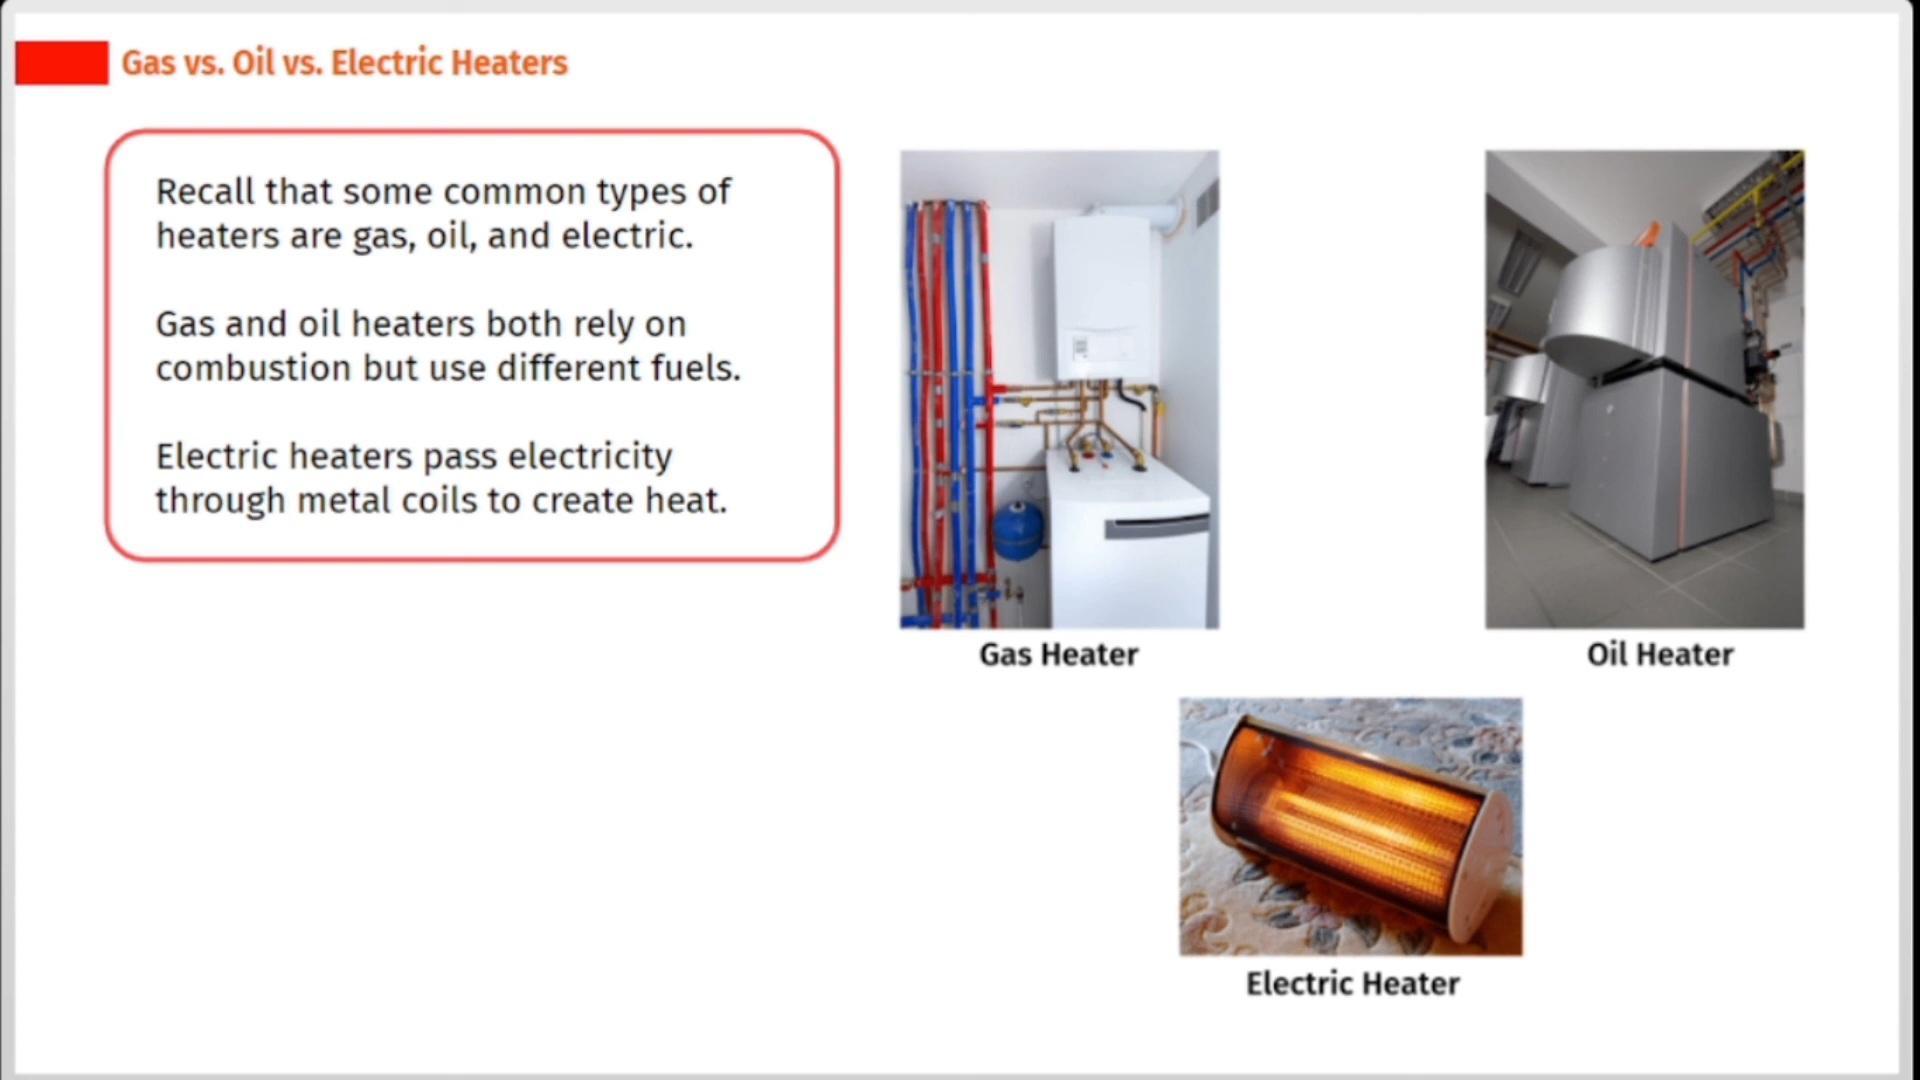 Gas vs. Oil vs. Electric Heaters
Recall that some common types of
heaters are gas, oil, and electric.
Gas and oil heaters both rely on
combustion but use different fuels.
Electric heaters pass electricity
through metal coils to create heat.
Gas Heater
Oil Heater
Electric Heater